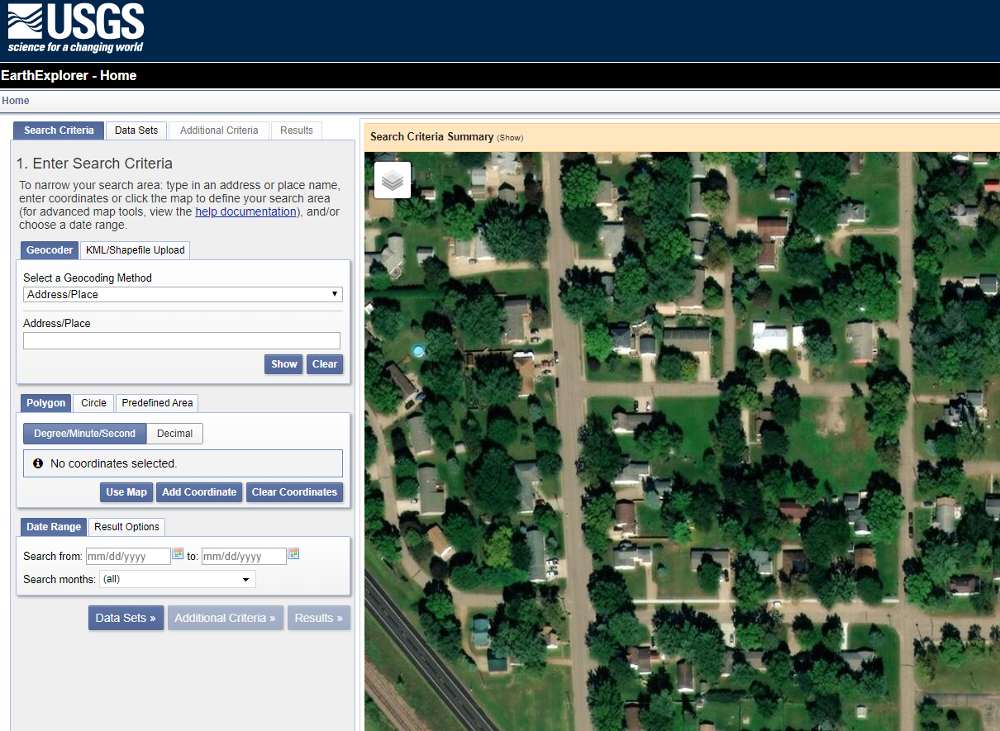 USGS
science for a changing world
EarthExplorer - Home
Home
Search Criteria
Data Sets
Additional Criteria
Results
1. Enter Search Criteria
To narrow your search area: type in an address or place name,
enter coordinates or click the map to define your search area
(for advanced map tools, view the help documentation), and/or
choose a date range.
Geocoder
KML/Shapefile Upload
Select a Geocoding Method
Address/Place
Address/Place
Show
Clear
Polygon
Circle
Predefined Area
Degree/Minute/Second
Decimal
No coordinates selected.
Use Map
Add Coordinate
Clear Coordinates
Date Range
Result Options
Search from: mm/dd/yyyy to: mm/dd/yyyy
Search months: (all)
Data Sets »
Additional Criteria »
Results »
Search Criteria Summary (Show)